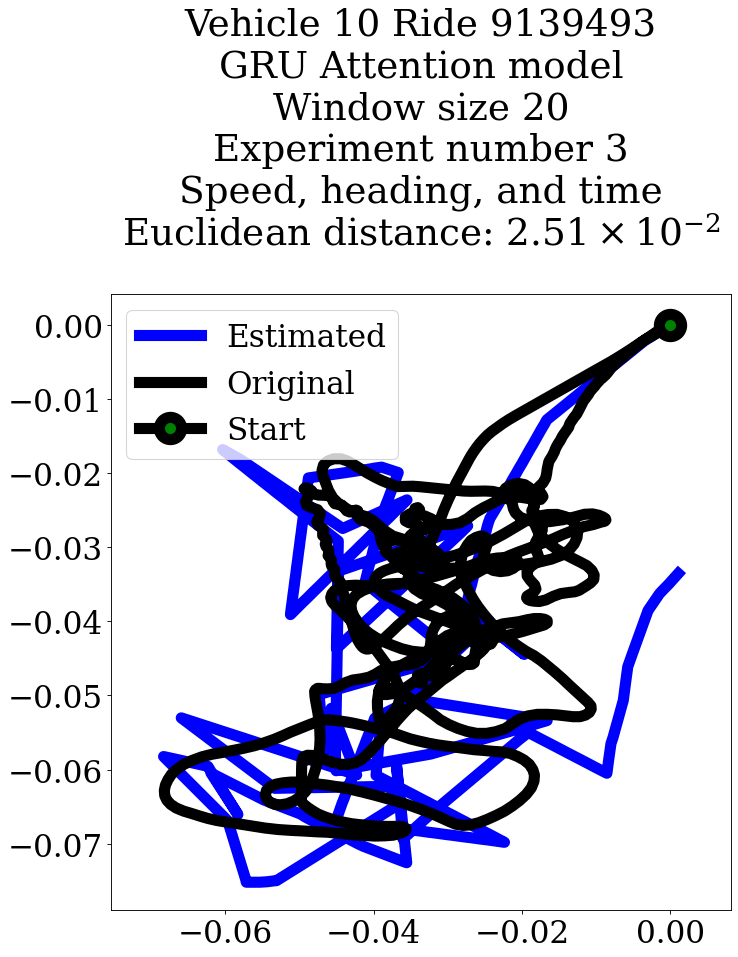 Vehicle 10 Ride 9139493
GRU Attention model
Window size 20
Experiment number 3
Speed, heading, and time
Euclidean distance: 2.51 × 10⁻²
Estimated
Original
Start
0.00
−0.01
−0.02
−0.03
−0.04
−0.05
−0.06
−0.07
−0.06
−0.04
−0.02
0.00